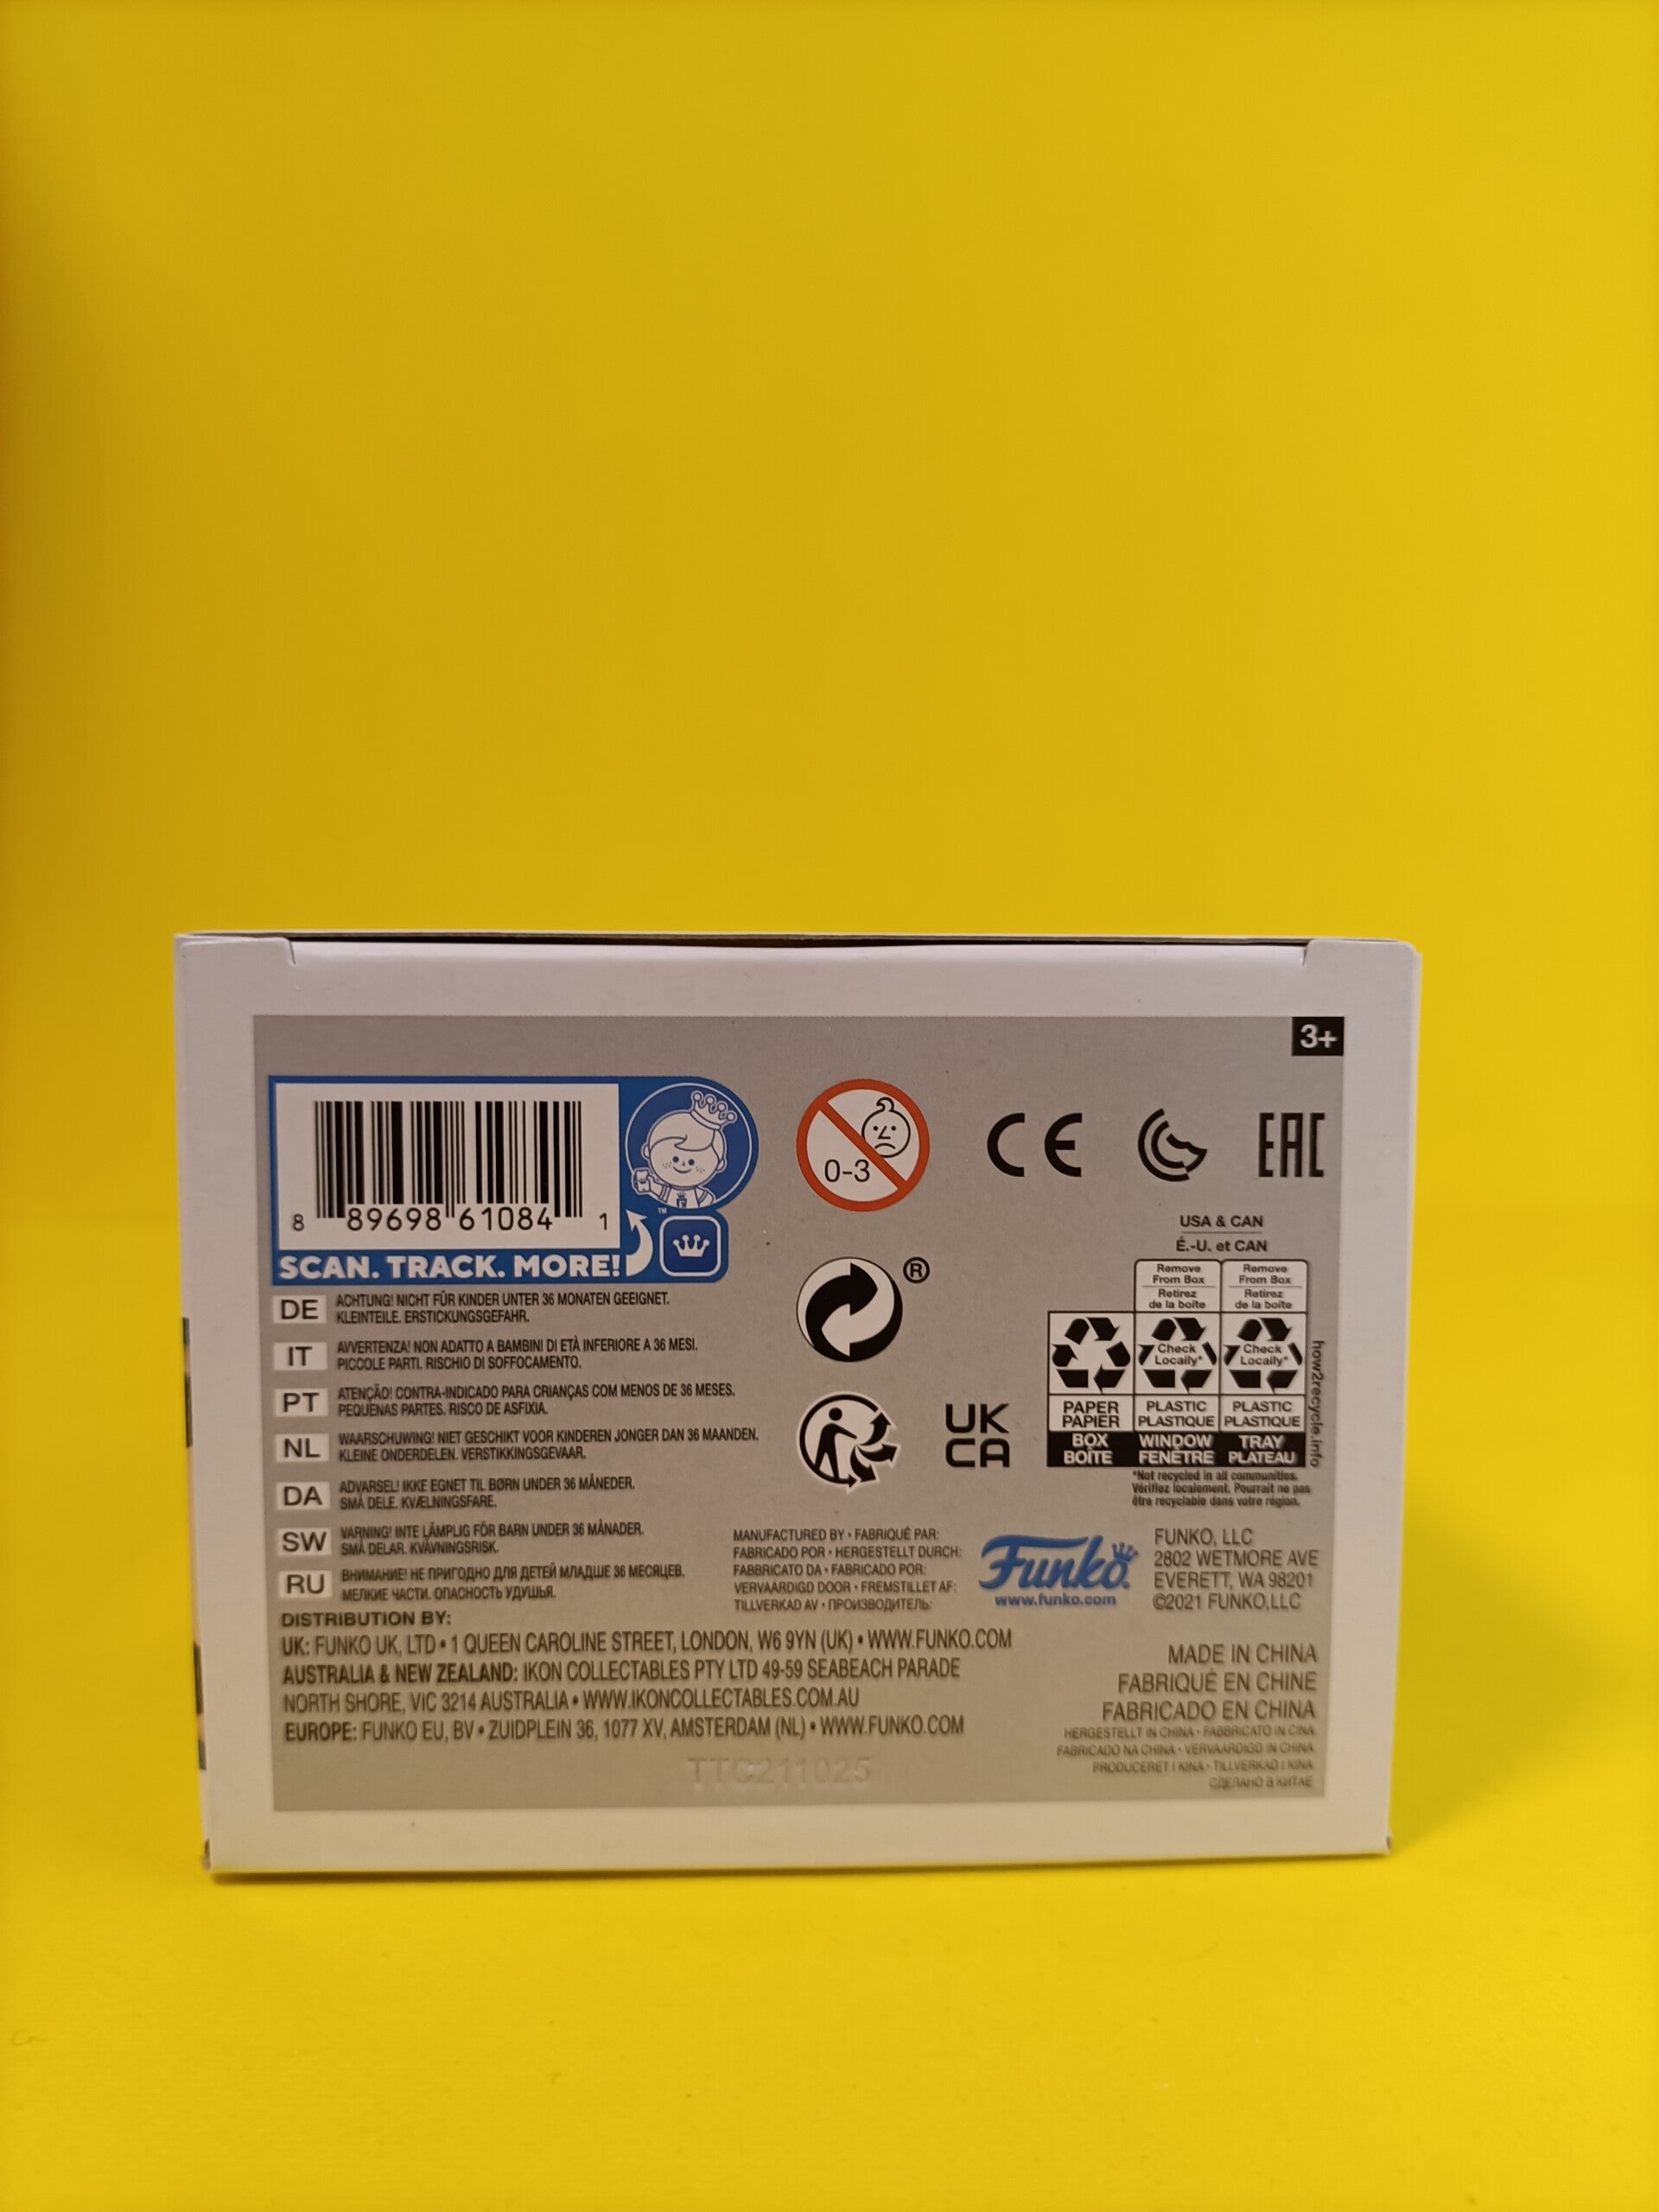 3+
8 89698 61084 1
SCAN. TRACK. MORE!
™
0-3
CE
EAC
DE ACHTUNG! NICHT FÜR KINDER UNTER 36 MONATEN GEEIGNET.
KLEINTEILE. ERSTICKUNGSGEFAHR.
IT AVVERTENZA! NON ADATTO A BAMBINI DI ETÀ INFERIORE A 36 MESI.
PICCOLE PARTI. RISCHIO DI SOFFOCAMENTO.
PT ATENÇÃO! CONTRA-INDICADO PARA CRIANÇAS COM MENOS DE 36 MESES.
PEQUENAS PARTES. RISCO DE ASFIXIA.
NL WAARSCHUWING! NIET GESCHIKT VOOR KINDEREN JONGER DAN 36 MAANDEN.
KLEINE ONDERDELEN. VERSTIKKINGSGEVAAR.
DA ADVARSEL! IKKE EGNET TIL BØRN UNDER 36 MÅNEDER.
SMÅ DELE. KVÆLNINGSFARE.
SW VARNING! INTE LÄMPLIG FÖR BARN UNDER 36 MÅNADER.
SMÅ DELAR. KVÄVNINGSRISK.
RU ВНИМАНИЕ! НЕ ПРИГОДНО ДЛЯ ДЕТЕЙ МЛАДШЕ 36 МЕСЯЦЕВ.
МЕЛКИЕ ЧАСТИ. ОПАСНОСТЬ УДУШЬЯ.
®
UK
CA
USA & CAN
É.-U. et CAN
Remove
From Box
Retirez
de la boîte
Remove
From Box
Retirez
de la boîte
Check
Locally*
Check
Locally*
PAPER
PAPIER
PLASTIC
PLASTIQUE
PLASTIC
PLASTIQUE
BOX
BOÎTE
WINDOW
FENÊTRE
TRAY
PLATEAU
how2recycle.info
*Not recycled in all communities.
Vérifiez localement. Pourrait ne pas
être recyclable dans votre région.
MANUFACTURED BY • FABRIQUÉ PAR:
FABRICADO POR • HERGESTELLT DURCH:
FABBRICATO DA • FABRICADO POR:
VERVAARDIGD DOOR • FREMSTILLET AF:
TILLVERKAD AV • ПРОИЗВОДИТЕЛЬ:
Funko
www.funko.com
FUNKO, LLC
2802 WETMORE AVE
EVERETT, WA 98201
©2021 FUNKO,LLC
DISTRIBUTION BY:
UK: FUNKO UK, LTD • 1 QUEEN CAROLINE STREET, LONDON, W6 9YN (UK) • WWW.FUNKO.COM
AUSTRALIA & NEW ZEALAND: IKON COLLECTABLES PTY LTD 49-59 SEABEACH PARADE
NORTH SHORE, VIC 3214 AUSTRALIA • WWW.IKONCOLLECTABLES.COM.AU
EUROPE: FUNKO EU, BV • ZUIDPLEIN 36, 1077 XV, AMSTERDAM (NL) • WWW.FUNKO.COM
MADE IN CHINA
FABRIQUÉ EN CHINE
FABRICADO EN CHINA
HERGESTELLT IN CHINA • FABBRICATO IN CINA
FABRICADO NA CHINA • VERVAARDIGD IN CHINA
PRODUCERET I KINA • TILLVERKAD I KINA
СДЕЛАНО В КИТАЕ
TTC211025